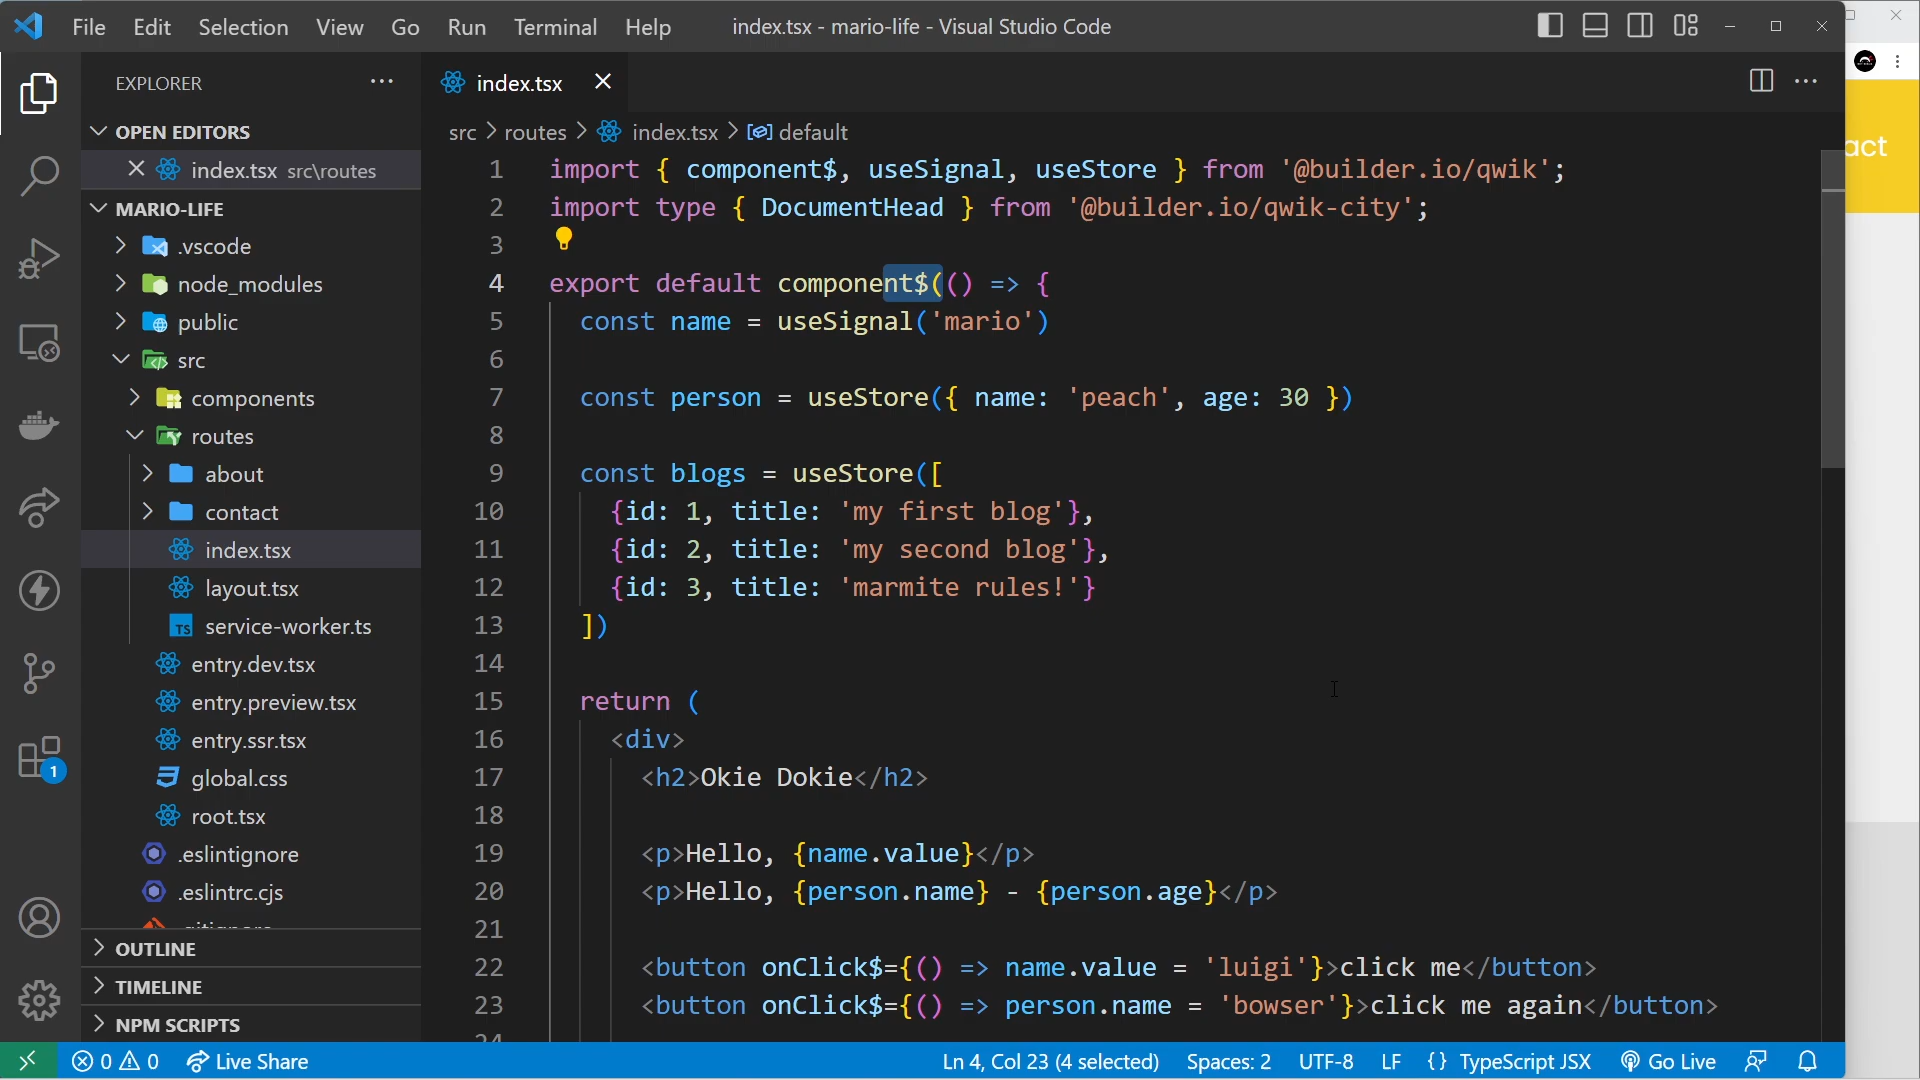 File Edit Selection View Go Run Terminal Help
index.tsx - mario-life - Visual Studio Code
EXPLORER
OPEN EDITORS
index.tsx src\routes
MARIO-LIFE
.vscode
node_modules
public
src
components
routes
about
contact
index.tsx
layout.tsx
TS service-worker.ts
entry.dev.tsx
entry.preview.tsx
entry.ssr.tsx
global.css
root.tsx
.eslintignore
.eslintrc.cjs
.gitignore
OUTLINE
TIMELINE
NPM SCRIPTS
1
index.tsx
src > routes > index.tsx > default
1 import { component$, useSignal, useStore } from '@builder.io/qwik';
2 import type { DocumentHead } from '@builder.io/qwik-city';
3
4 export default component$(() => {
5 const name = useSignal('mario')
6
7 const person = useStore({ name: 'peach', age: 30 })
8
9 const blogs = useStore([
10 {id: 1, title: 'my first blog'},
11 {id: 2, title: 'my second blog'},
12 {id: 3, title: 'marmite rules!'}
13 ])
14
15 return (
16 <div>
17 <h2>Okie Dokie</h2>
18
19 <p>Hello, {name.value}</p>
20 <p>Hello, {person.name} - {person.age}</p>
21
22 <button onClick$={() => name.value = 'luigi'}>click me</button>
23 <button onClick$={() => person.name = 'bowser'}>click me again</button>
24
act
0 0 Live Share
Ln 4, Col 23 (4 selected) Spaces: 2 UTF-8 LF {} TypeScript JSX Go Live